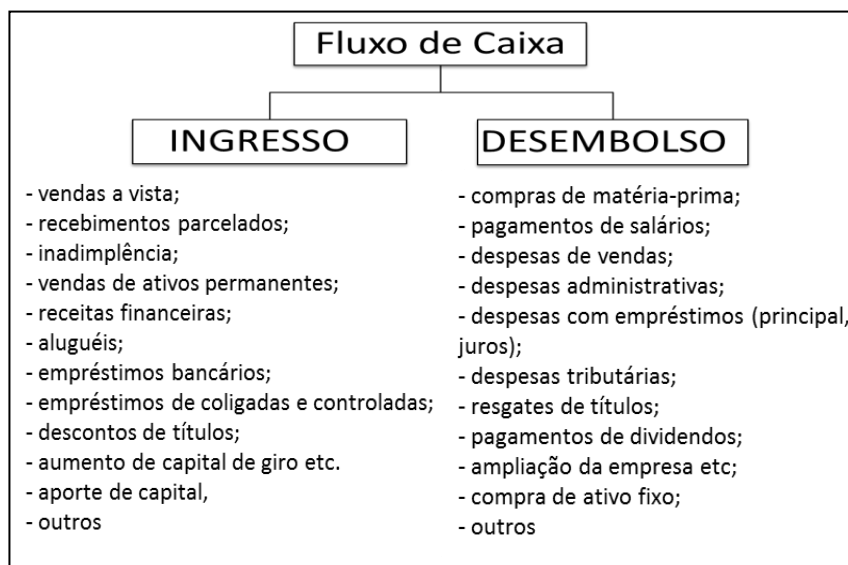 Fluxo de Caixa
INGRESSO
- vendas a vista;
- recebimentos parcelados;
- inadimplência;
- vendas de ativos permanentes;
- receitas financeiras;
- aluguéis;
- empréstimos bancários;
- empréstimos de coligadas e controladas;
- descontos de títulos;
- aumento de capital de giro etc.
- aporte de capital,
- outros
DESEMBOLSO
- compras de matéria-prima;
- pagamentos de salários;
- despesas de vendas;
- despesas administrativas;
- despesas com empréstimos (principal,
juros);
- despesas tributárias;
- resgates de títulos;
- pagamentos de dividendos;
- ampliação da empresa etc;
- compra de ativo fixo;
- outros